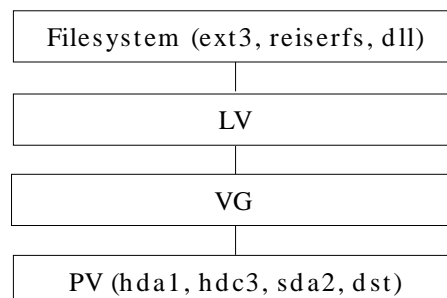 Filesystem (ext3, reiserfs, dll)
LV
VG
PV (hda1, hdc3, sda2, dst)